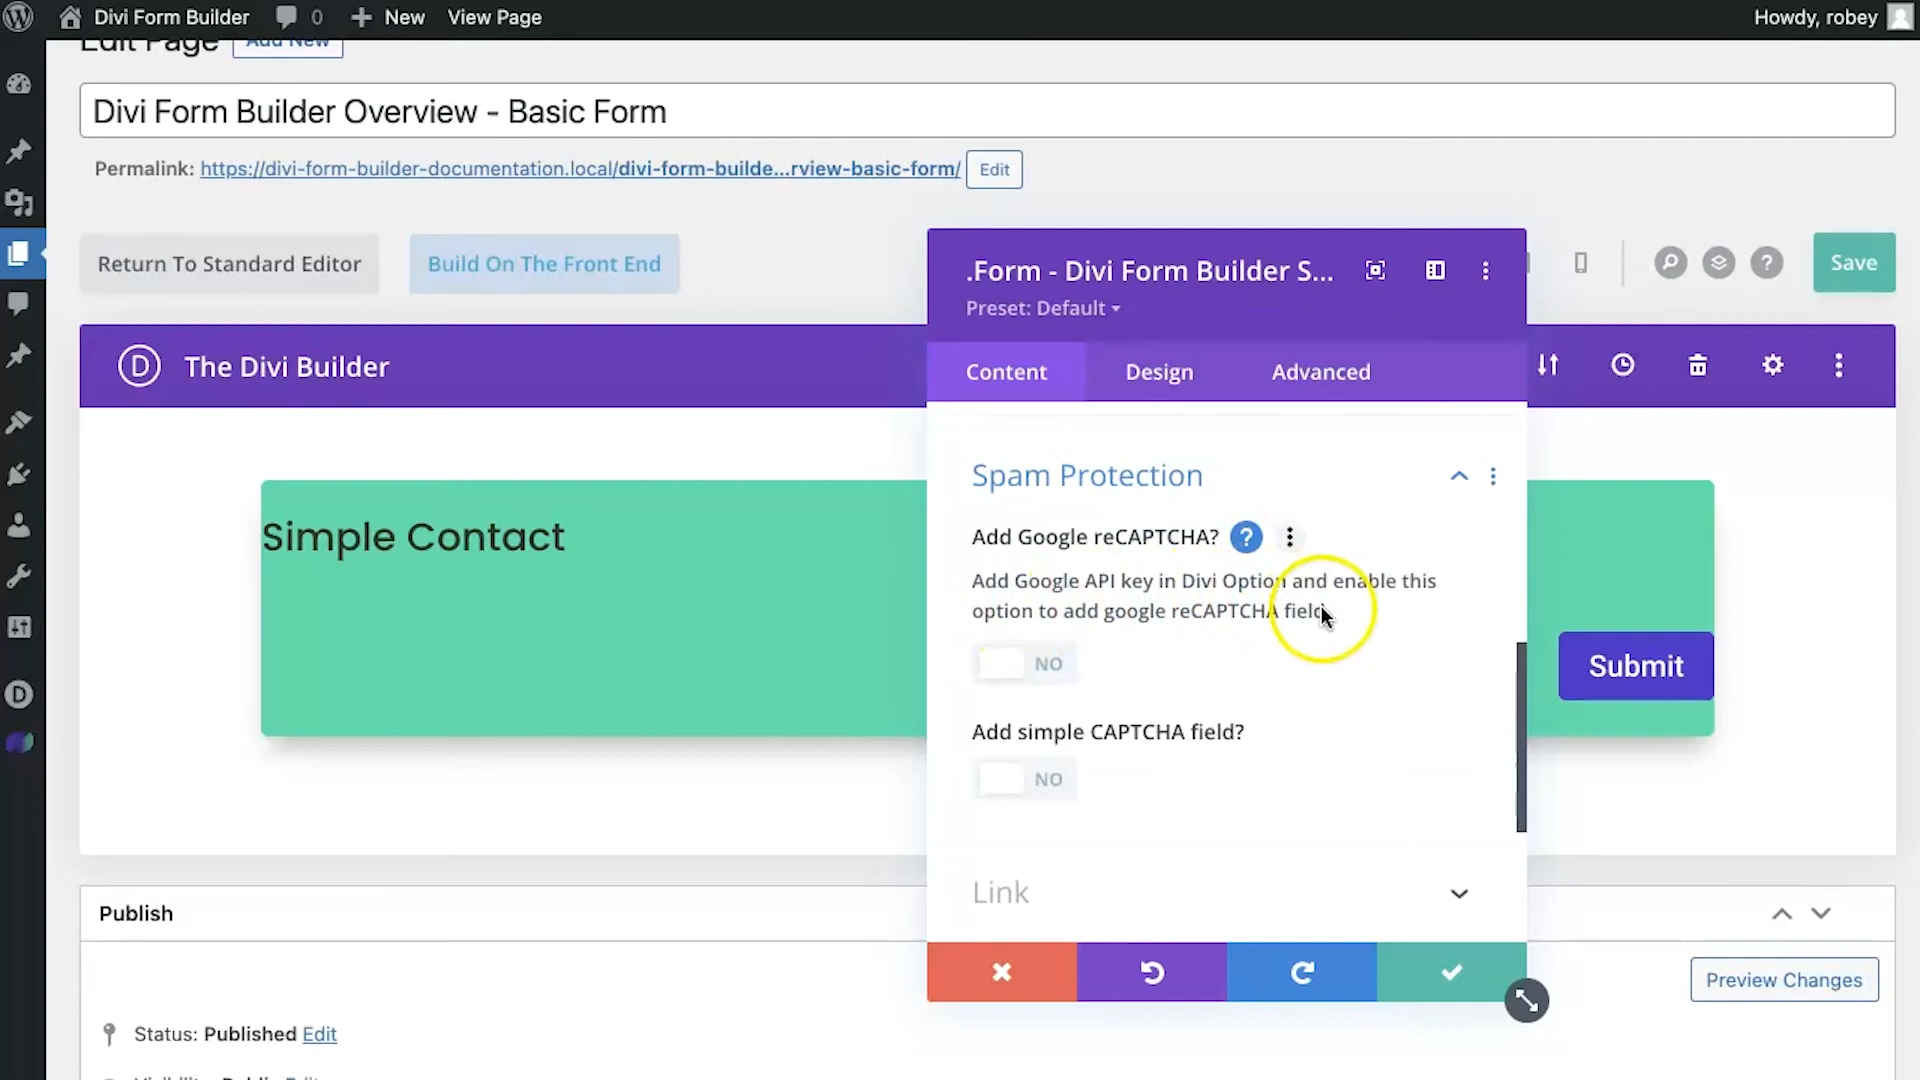 Divi Form Builder
0
New
View Page
Howdy, robey
Edit Page
Add New
Divi Form Builder Overview - Basic Form
Permalink: https://divi-form-builder-documentation.local/divi-form-builde...rview-basic-form/
Edit
Return To Standard Editor
Build On The Front End
.Form - Divi Form Builder S...
Preset: Default
Save
D
The Divi Builder
Content
Design
Advanced
Simple Contact
Spam Protection
Add Google reCAPTCHA?
?
Add Google API key in Divi Option and enable this
option to add google reCAPTCHA field
NO
Submit
Add simple CAPTCHA field?
NO
Link
Publish
Preview Changes
Status: Published Edit
Visibility: Public Edit